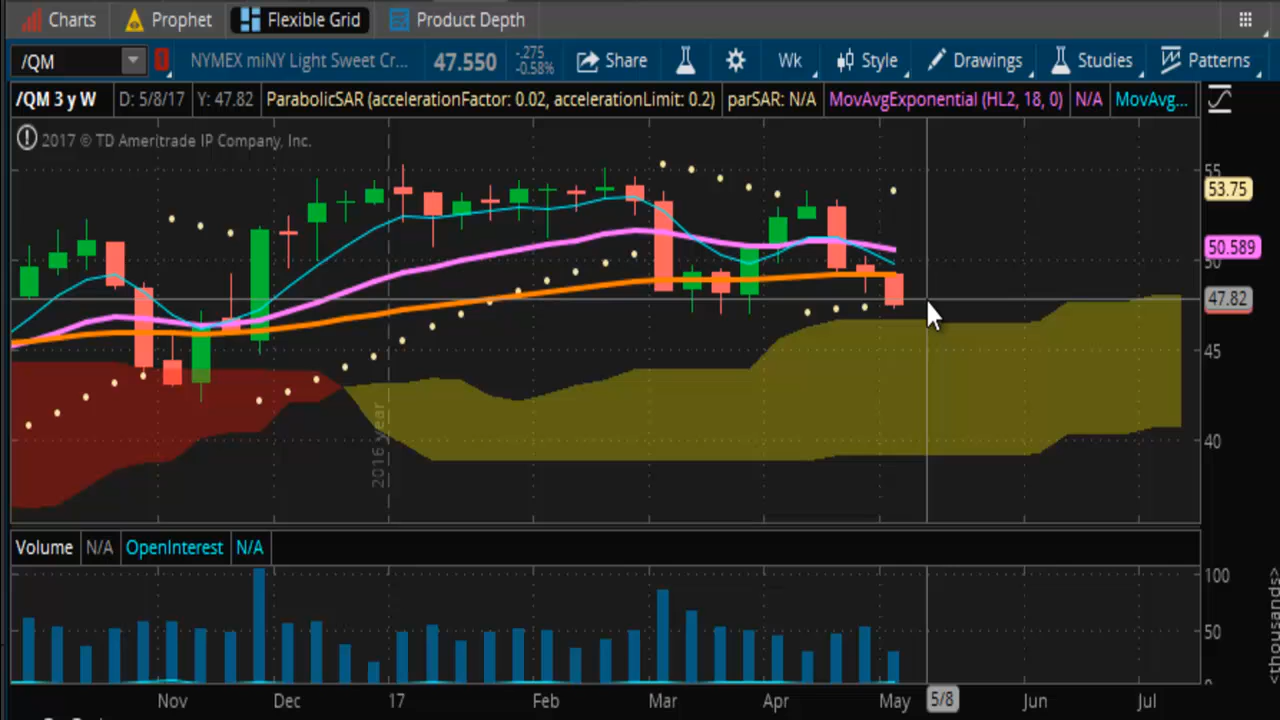 Charts Prophet Flexible Grid Product Depth
/QM NYMEX miNY Light Sweet Cr... 47.550 -.275 -0.58% Share Wk Style Drawings Studies Patterns
/QM 3 y W D: 5/8/17 Y: 47.82 ParabolicSAR (accelerationFactor: 0.02, accelerationLimit: 0.2) parSAR: N/A MovAvgExponential (HL2, 18, 0) N/A MovAvg...
2017 © TD Ameritrade IP Company, Inc.
55
53.75
50.589
50
47.82
45
40
2016 year
Volume N/A OpenInterest N/A
100
50
0
<thousands>
Nov Dec 17 Feb Mar Apr May 5/8 Jun Jul